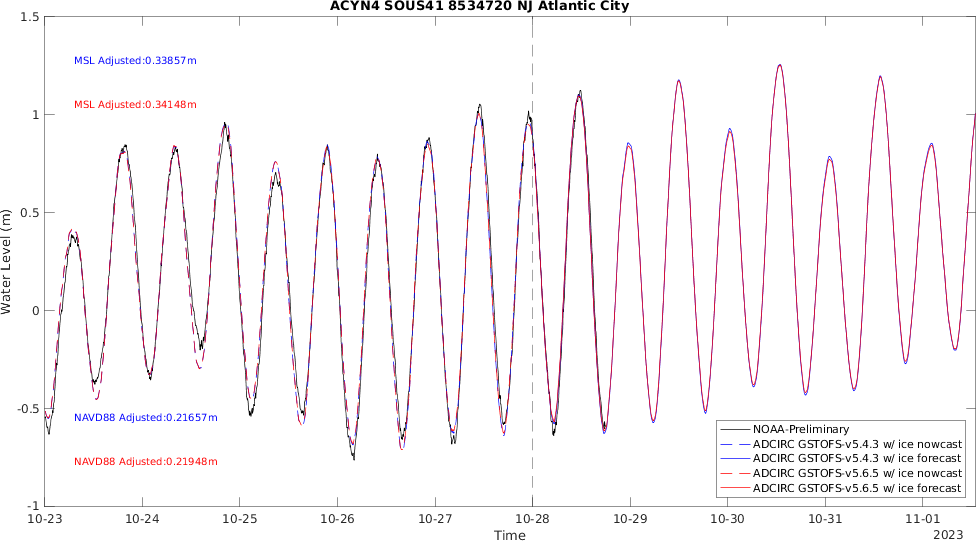 ACYN4 SOUS41 8534720 NJ Atlantic City
1.5
MSL Adjusted:0.33857m
MSL Adjusted:0.34148m
1
0.5
Water Level (m)
0
-0.5
NAVD88 Adjusted:0.21657m
NAVD88 Adjusted:0.21948m
-1
NOAA-Preliminary
ADCIRC GSTOFS-v5.4.3 w/ ice nowcast
ADCIRC GSTOFS-v5.4.3 w/ ice forecast
ADCIRC GSTOFS-v5.6.5 w/ ice nowcast
ADCIRC GSTOFS-v5.6.5 w/ ice forecast
10-23 10-24 10-25 10-26 10-27 10-28 10-29 10-30 10-31 11-01
Time
2023